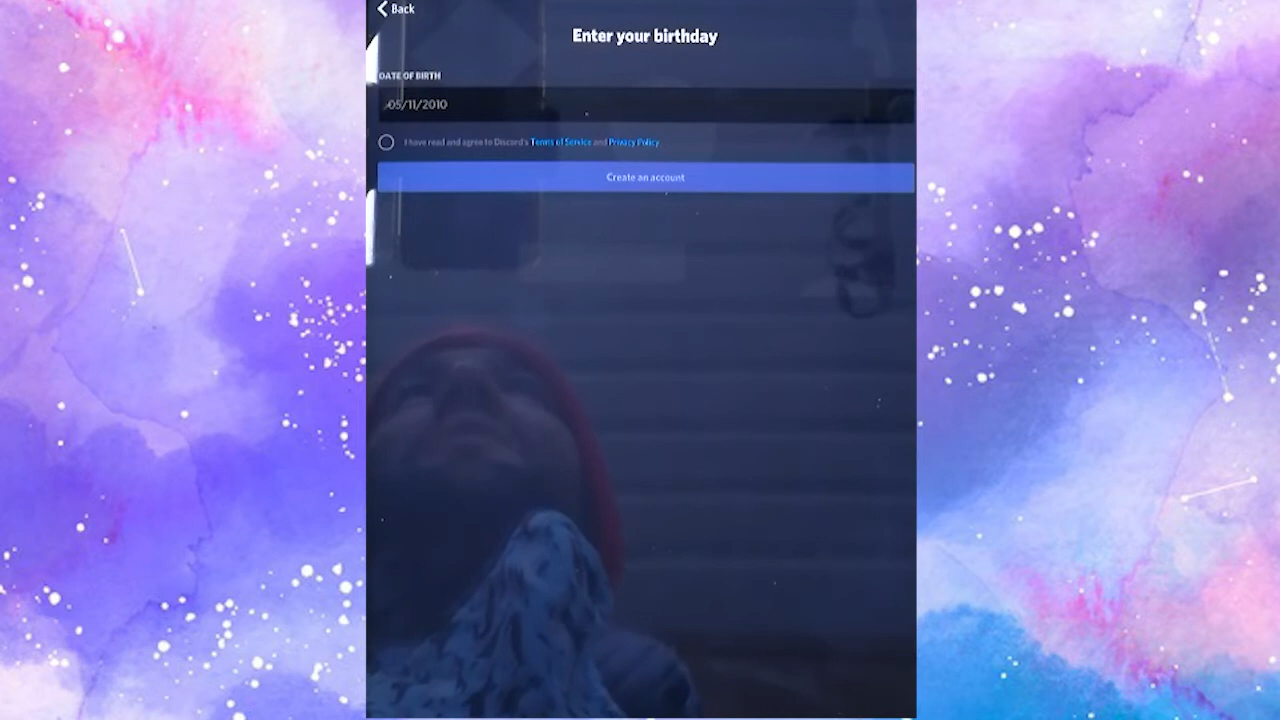 Back
Enter your birthday
DATE OF BIRTH
05/11/2010
I have read and agree to Discord's Terms of Service and Privacy Policy
Create an account